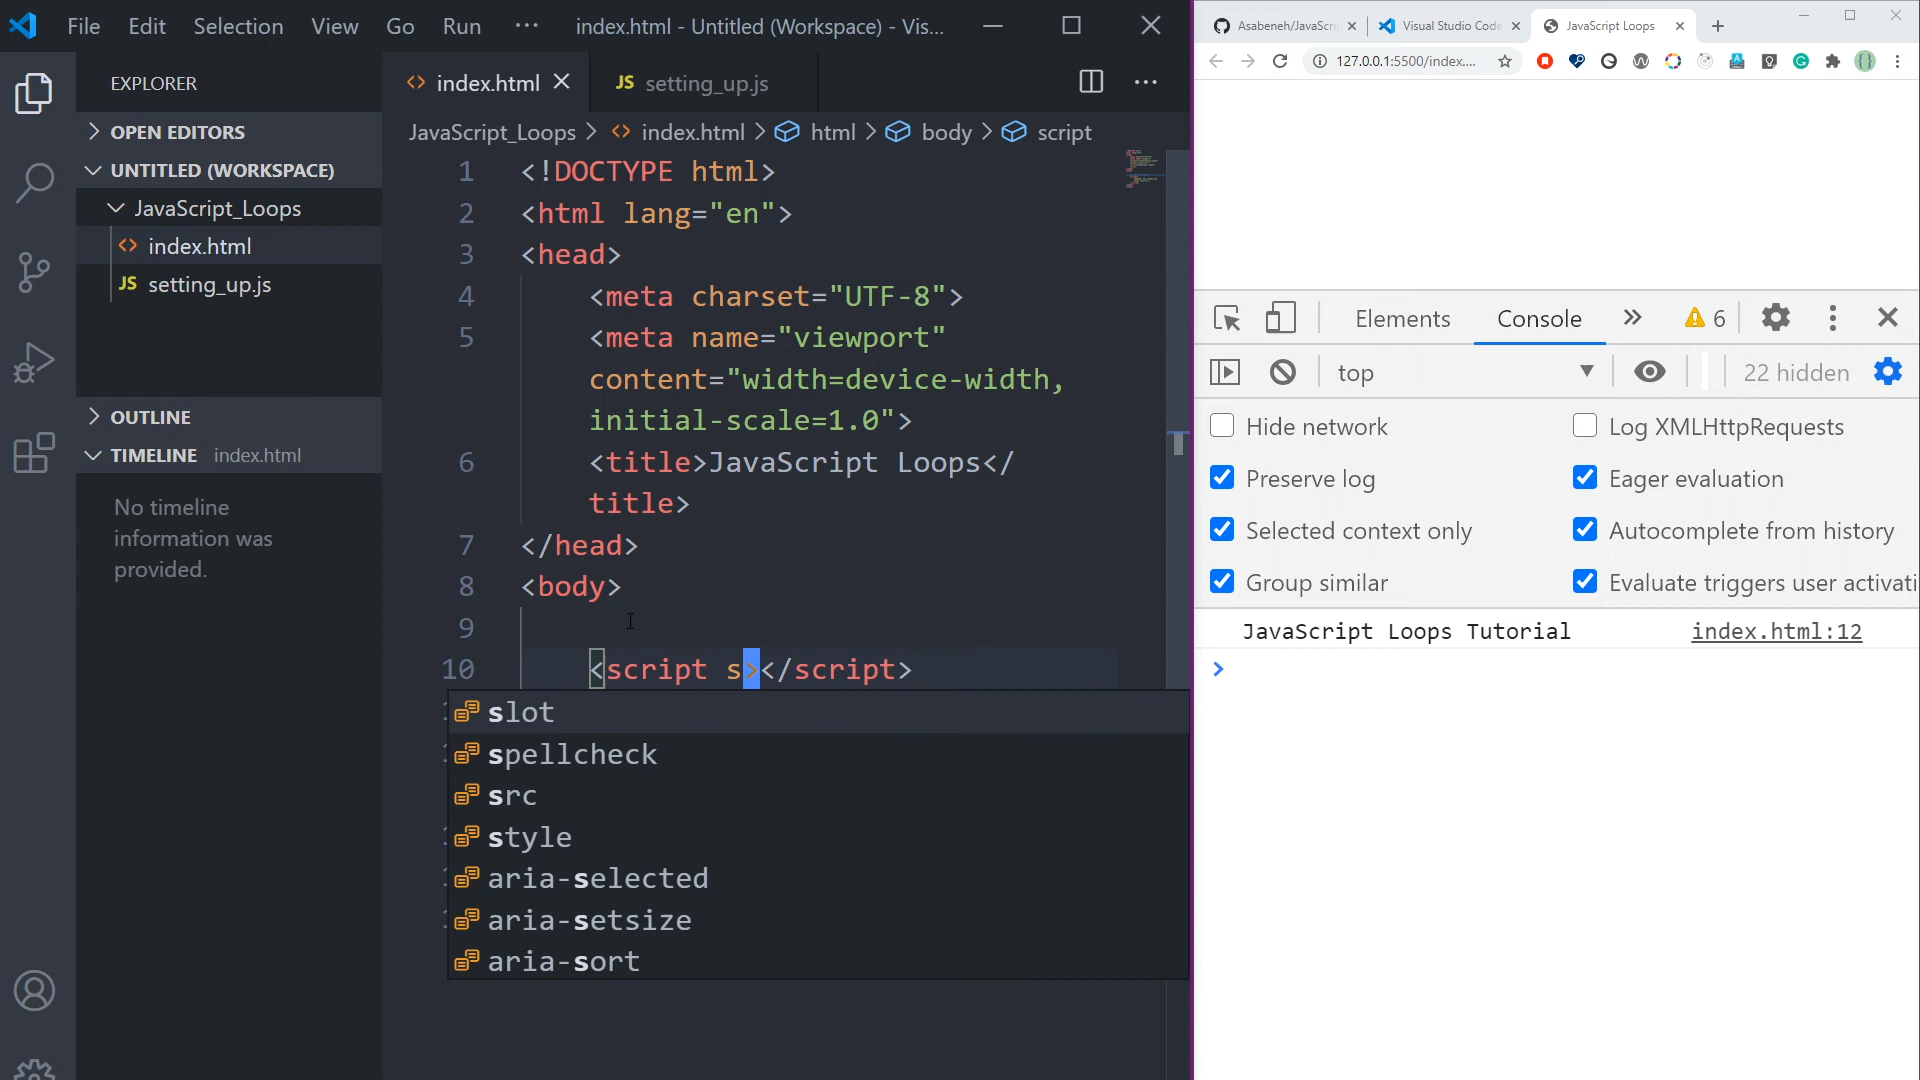 File Edit Selection View Go Run ··· index.html - Untitled (Workspace) - Vis...
EXPLORER
OPEN EDITORS
UNTITLED (WORKSPACE)
JavaScript_Loops
index.html
JS setting_up.js
OUTLINE
TIMELINE index.html
No timeline
information was
provided.
index.html JS setting_up.js
JavaScript_Loops > index.html > html > body > script
1 <!DOCTYPE html>
2 <html lang="en">
3 <head>
4 <meta charset="UTF-8">
5 <meta name="viewport"
content="width=device-width,
initial-scale=1.0">
6 <title>JavaScript Loops</
title>
7 </head>
8 <body>
9
10 <script s></script>
slot
spellcheck
src
style
aria-selected
aria-setsize
aria-sort
Asabeneh/JavaScri Visual Studio Code JavaScript Loops
127.0.0.1:5500/index....
Elements Console 6
top 22 hidden
Hide network Log XMLHttpRequests
Preserve log Eager evaluation
Selected context only Autocomplete from history
Group similar Evaluate triggers user activati
JavaScript Loops Tutorial index.html:12